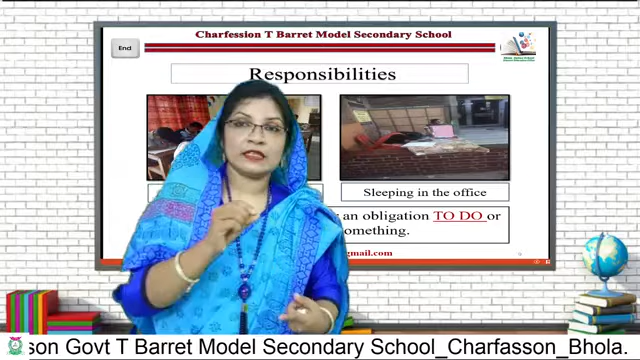 Charfession T Barret Model Secondary School
End
Responsibilities
Sleeping in the office
an obligation TO DO or
omething.
gmail.com
son Govt T Barret Model Secondary School_Charfasson_Bhola.